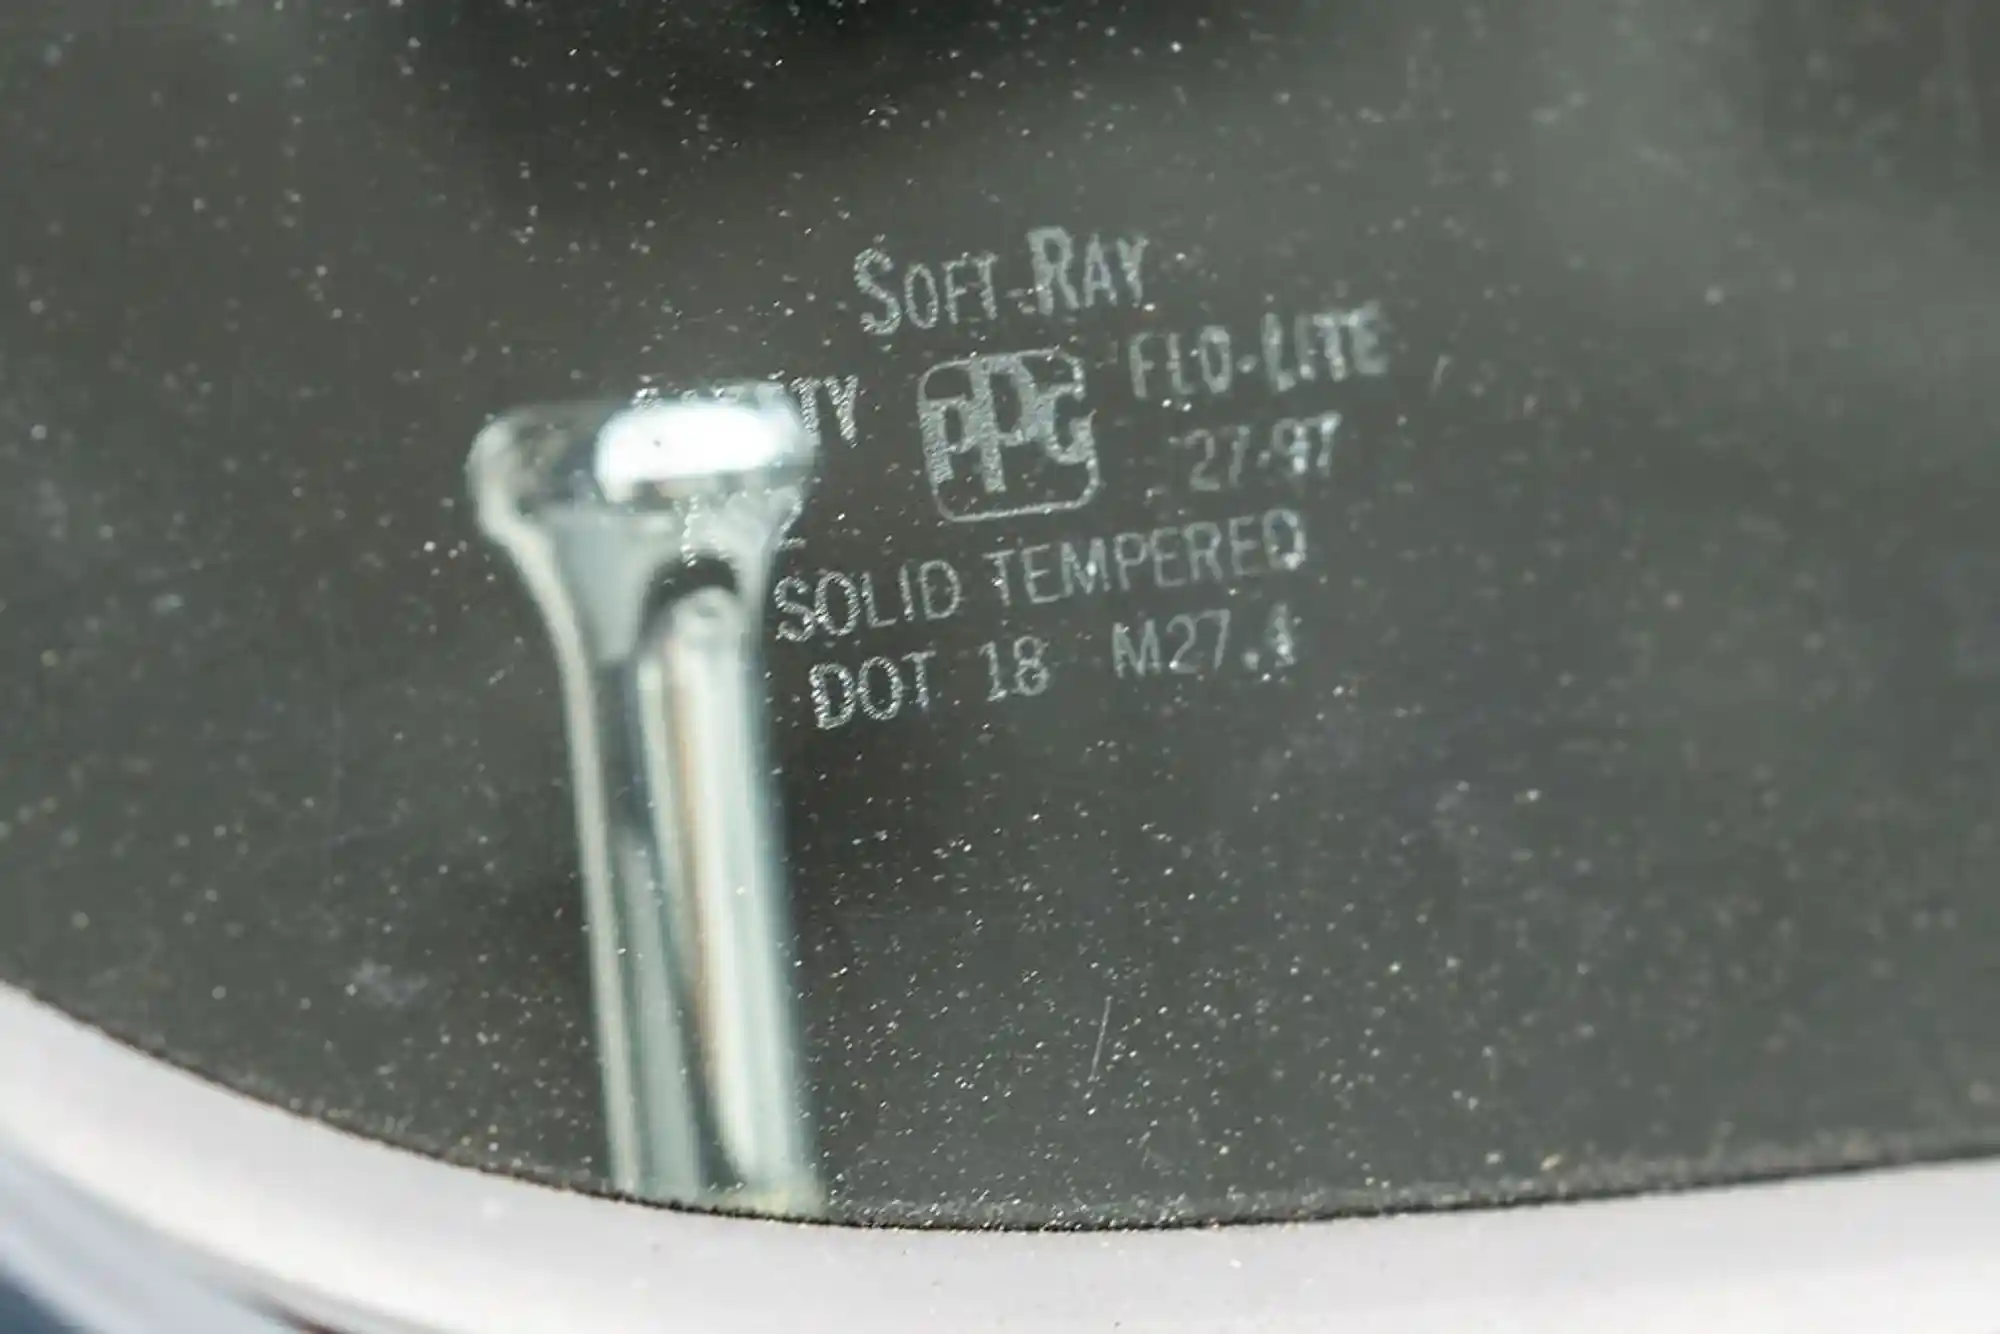 SOFT-RAY
FLO-LITE
PPG
27-97
SOLID TEMPERED
DOT 18 M27.4